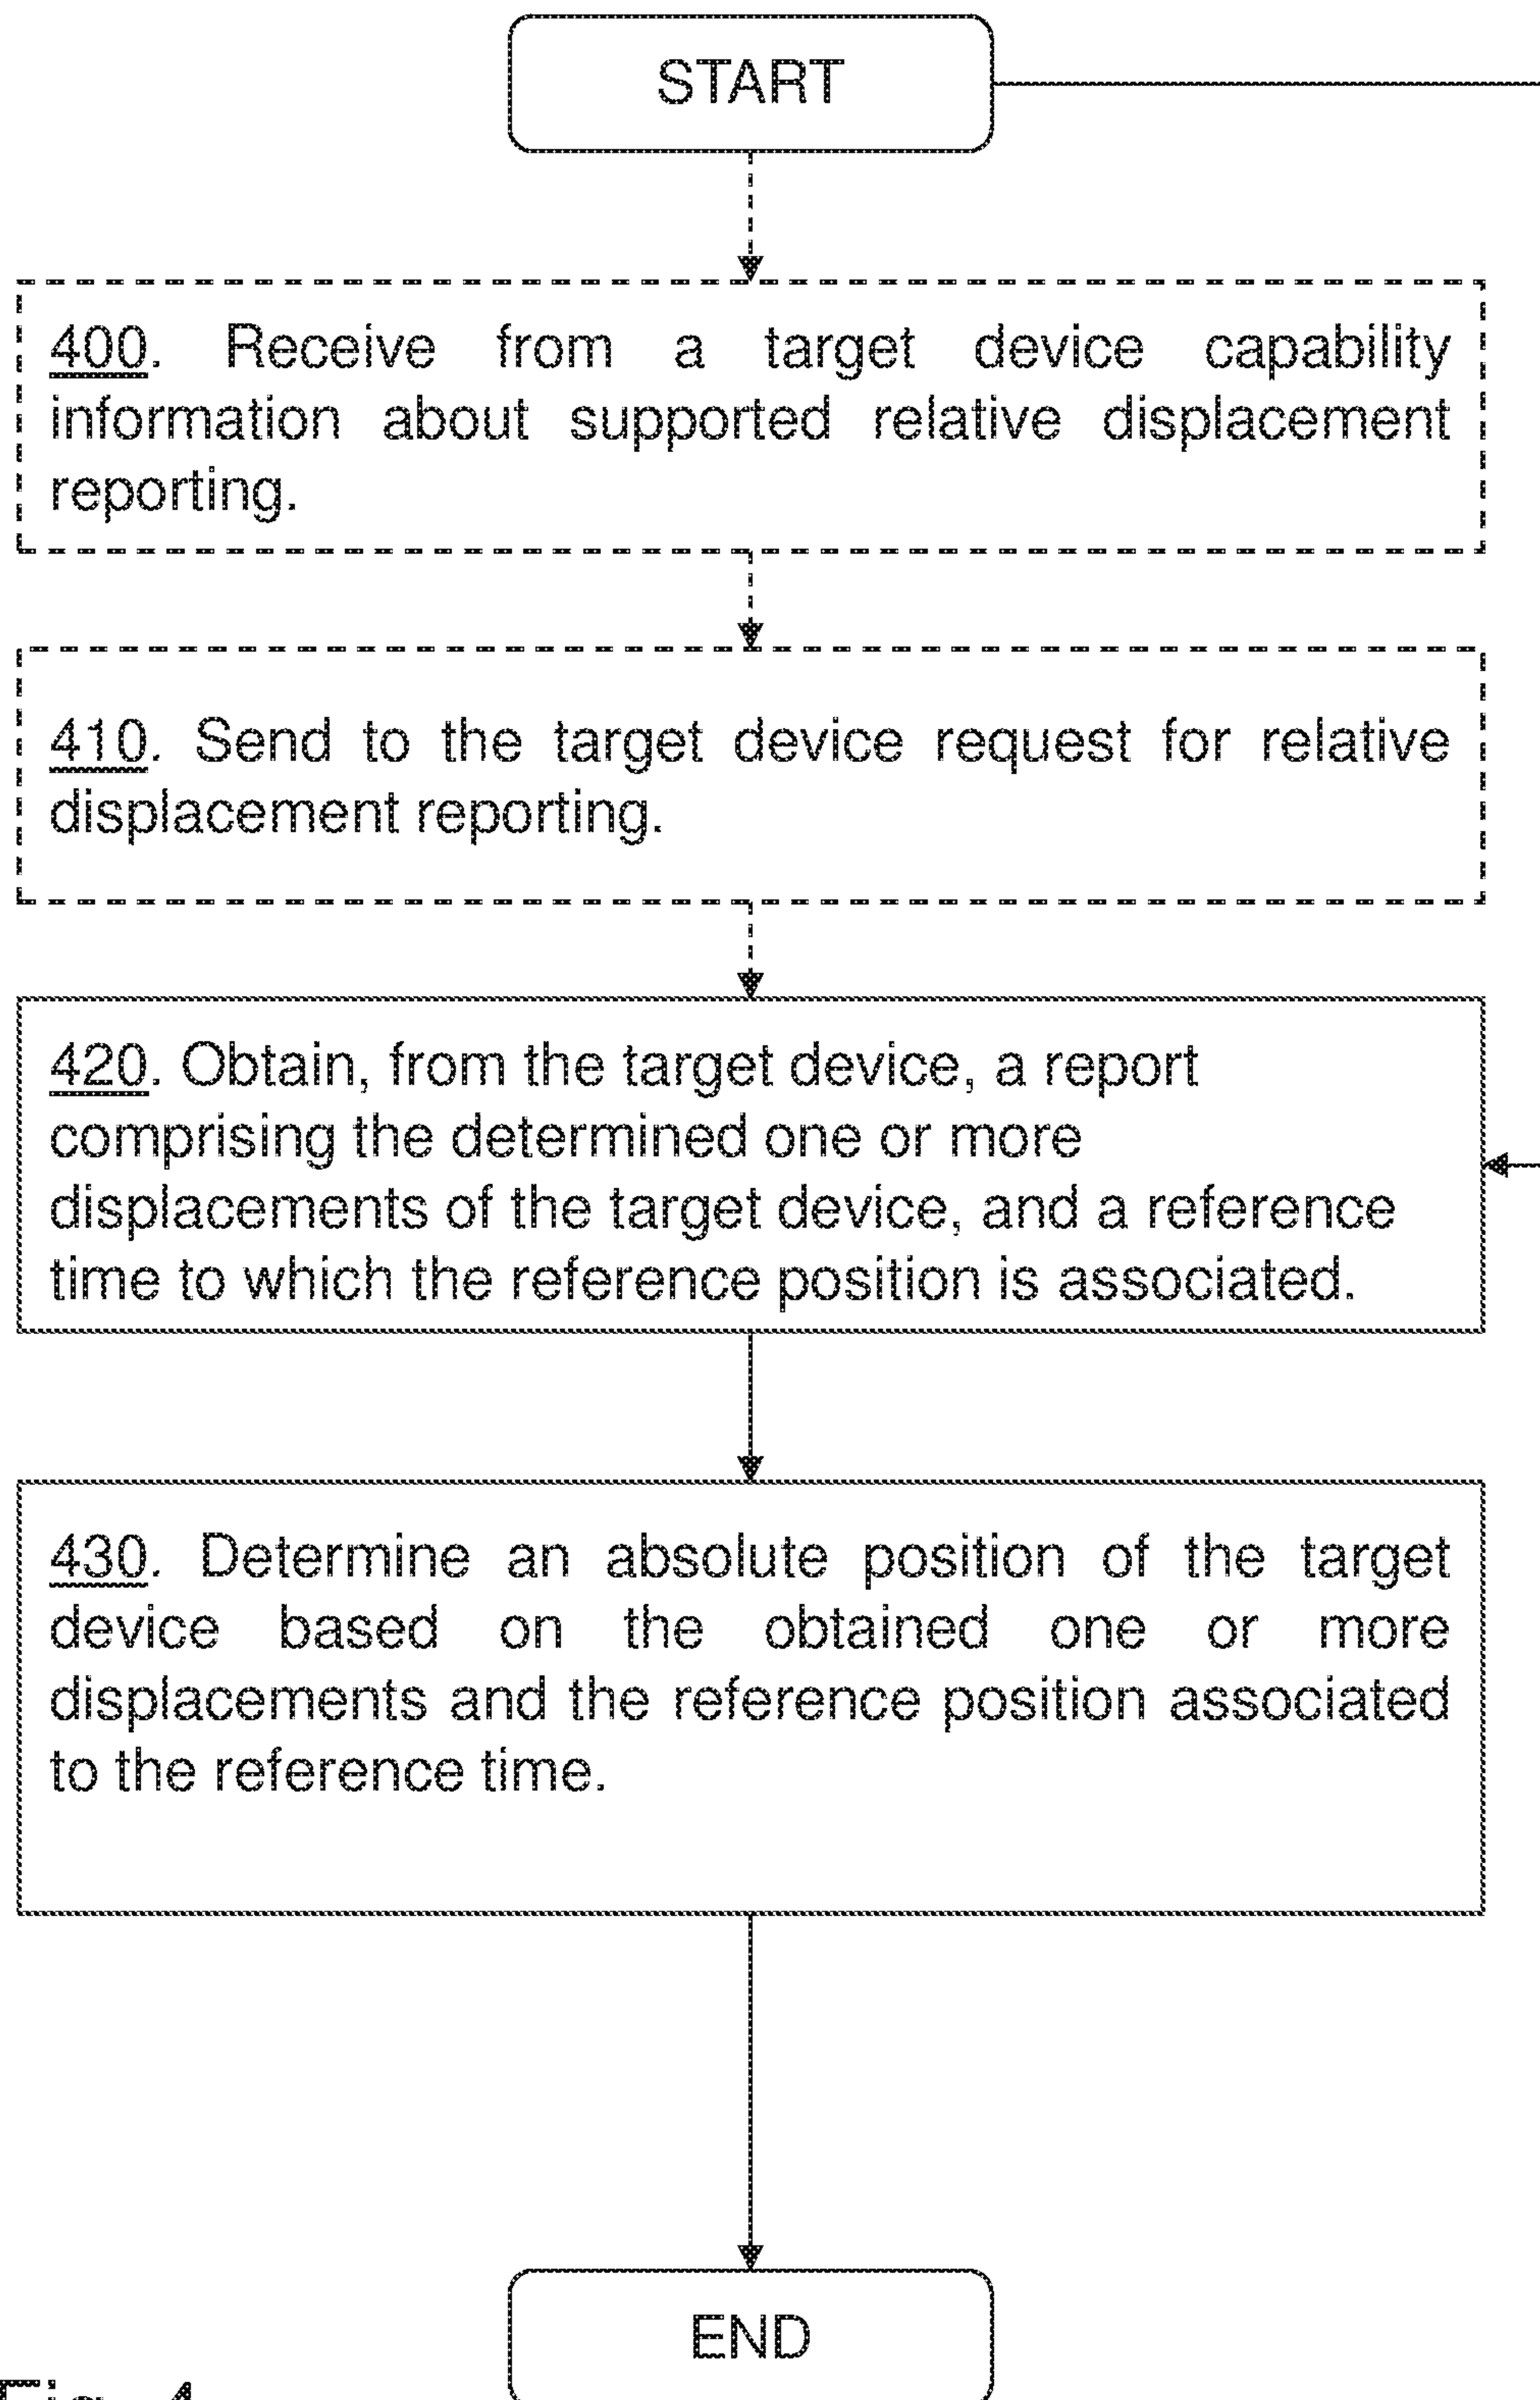 START
400. Receive from a target device capability
information about supported relative displacement
reporting.
410. Send to the target device request for relative
displacement reporting.
420. Obtain, from the target device, a report
comprising the determined one or more
displacements of the target device, and a reference
time to which the reference position is associated.
430. Determine an absolute position of the target
device based on the obtained one or more
displacements and the reference position associated
to the reference time.
END